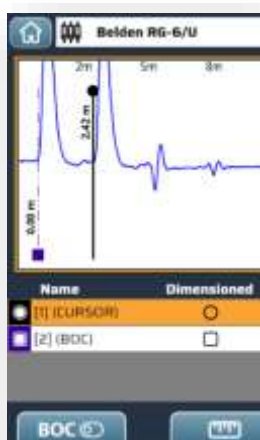 Belden RG-6/U
2m 5m 8m
2.42 m
0.00 m
Name Dimensioned
[1] (CURSOR)
[2] (BOC)
BOC